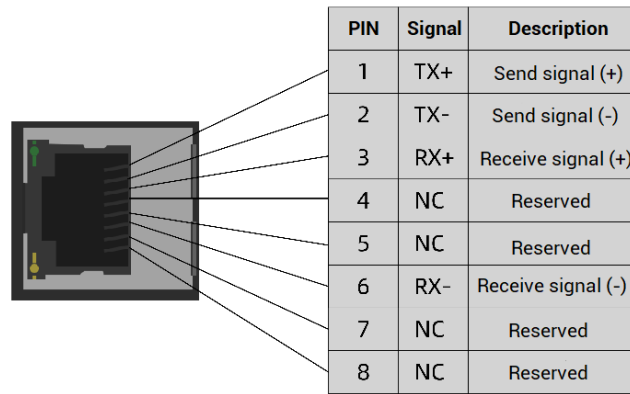 PIN Signal Description
1 TX+ Send signal (+)
2 TX- Send signal (-)
3 RX+ Receive signal (+)
4 NC Reserved
5 NC Reserved
6 RX- Receive signal (-)
7 NC Reserved
8 NC Reserved